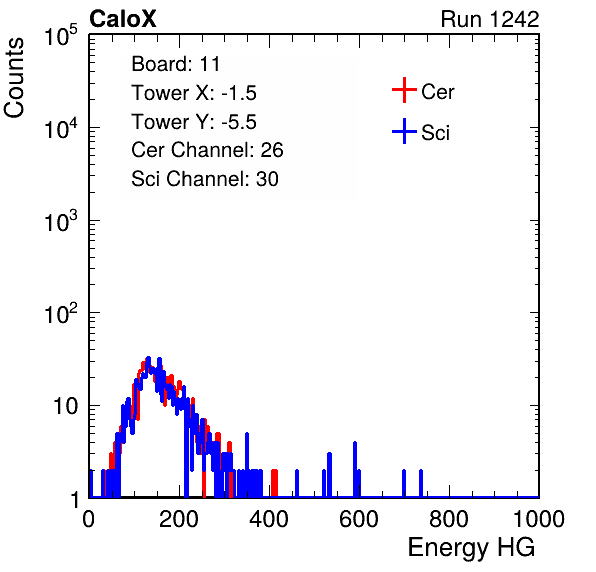 CaloX Run 1242
Board: 11
Tower X: -1.5
Tower Y: -5.5
Cer Channel: 26
Sci Channel: 30
Cer
Sci
Counts
10^5
10^4
10^3
10^2
10
1
0 200 400 600 800 1000
Energy HG